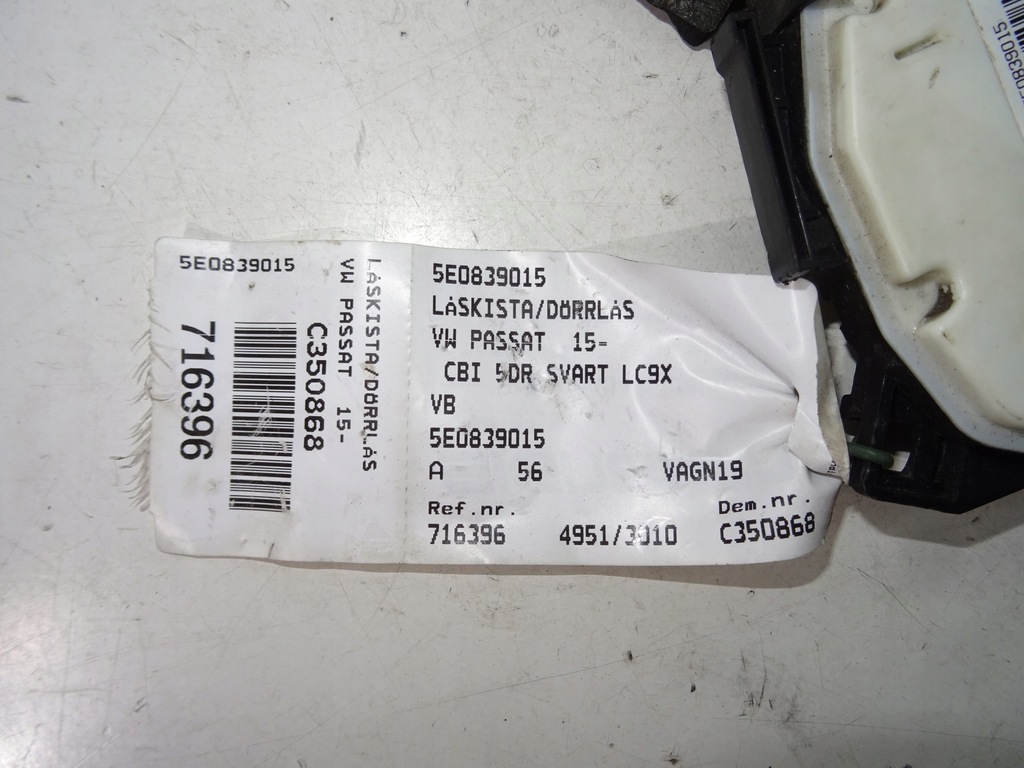 5E0839015
LÅSKISTA/DÖRRLÅS
VW PASSAT 15-
C350868
716396
5E0839015
LÅSKISTA/DÖRRLÅS
VW PASSAT 15-
CBI 5DR SVART LC9X
VB
5E0839015
A 56 VAGN19
Ref.nr. Dem.nr.
716396 4951/3010 C350868
E0839015